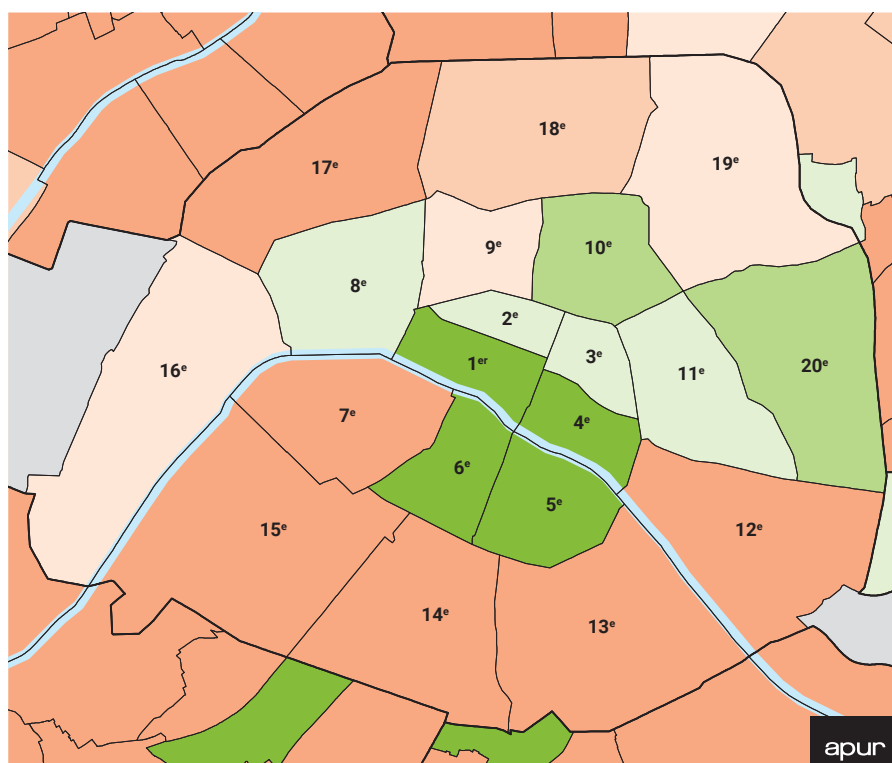 18ᵉ
19ᵉ
17ᵉ
9ᵉ
10ᵉ
8ᵉ
2ᵉ
3ᵉ
1ᵉʳ
20ᵉ
16ᵉ
11ᵉ
7ᵉ
4ᵉ
6ᵉ
5ᵉ
15ᵉ
12ᵉ
14ᵉ
13ᵉ
apur